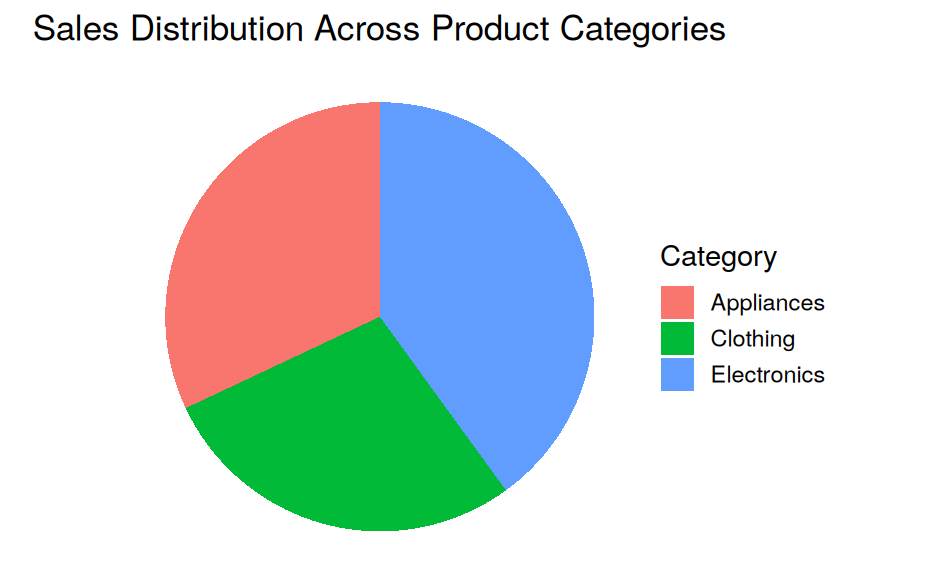 Sales Distribution Across Product Categories
Category
Appliances
Clothing
Electronics